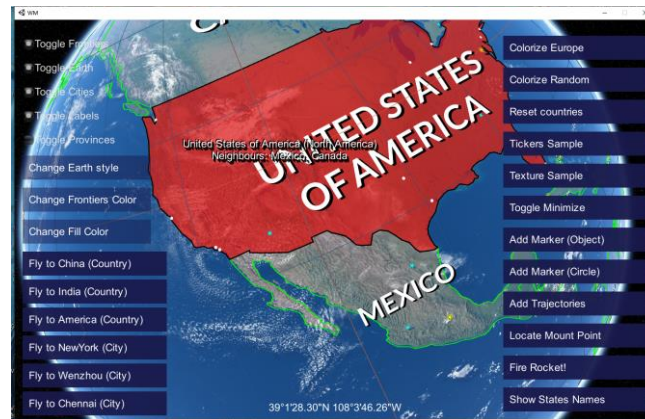 WM
CA
Toggle Frontiers
Toggle Earth
Toggle Cities
Toggle Labels
Toggle Provinces
Change Earth style
Change Frontiers Color
Change Fill Color
Fly to China (Country)
Fly to India (Country)
Fly to America (Country)
Fly to NewYork (City)
Fly to Wenzhou (City)
Fly to Chennai (City)
UNITED STATES
OF AMERICA
United States of America (North America)
Neighbours: Mexico, Canada
MEXICO
39°1'28.30"N 108°3'46.26"W
Colorize Europe
Colorize Random
Reset countries
Tickers Sample
Texture Sample
Toggle Minimize
Add Marker (Object)
Add Marker (Circle)
Add Trajectories
Locate Mount Point
Fire Rocket!
Show States Names